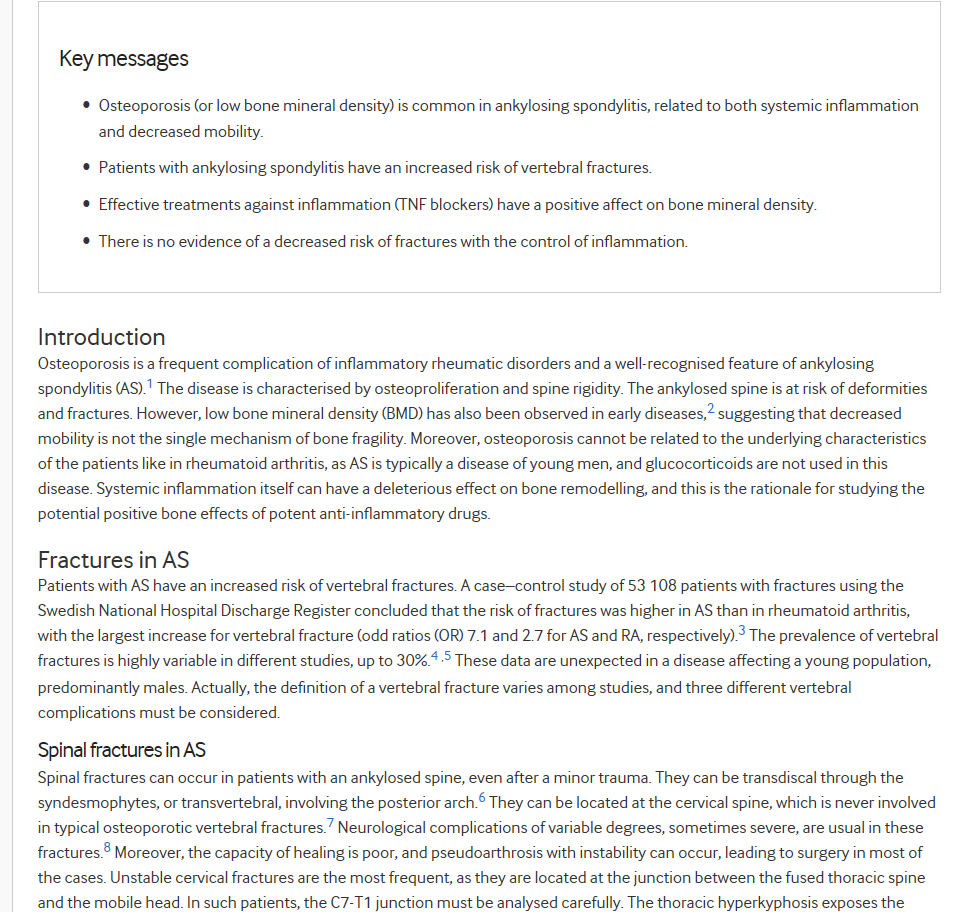 Key messages
• Osteoporosis (or low bone mineral density) is common in ankylosing spondylitis, related to both systemic inflammation
and decreased mobility.
• Patients with ankylosing spondylitis have an increased risk of vertebral fractures.
• Effective treatments against inflammation (TNF blockers) have a positive affect on bone mineral density.
• There is no evidence of a decreased risk of fractures with the control of inflammation.
Introduction
Osteoporosis is a frequent complication of inflammatory rheumatic disorders and a well-recognised feature of ankylosing
spondylitis (AS).1 The disease is characterised by osteoproliferation and spine rigidity. The ankylosed spine is at risk of deformities
and fractures. However, low bone mineral density (BMD) has also been observed in early diseases,2 suggesting that decreased
mobility is not the single mechanism of bone fragility. Moreover, osteoporosis cannot be related to the underlying characteristics
of the patients like in rheumatoid arthritis, as AS is typically a disease of young men, and glucocorticoids are not used in this
disease. Systemic inflammation itself can have a deleterious effect on bone remodelling, and this is the rationale for studying the
potential positive bone effects of potent anti-inflammatory drugs.
Fractures in AS
Patients with AS have an increased risk of vertebral fractures. A case–control study of 53 108 patients with fractures using the
Swedish National Hospital Discharge Register concluded that the risk of fractures was higher in AS than in rheumatoid arthritis,
with the largest increase for vertebral fracture (odd ratios (OR) 7.1 and 2.7 for AS and RA, respectively).3 The prevalence of vertebral
fractures is highly variable in different studies, up to 30%.4 ,5 These data are unexpected in a disease affecting a young population,
predominantly males. Actually, the definition of a vertebral fracture varies among studies, and three different vertebral
complications must be considered.
Spinal fractures in AS
Spinal fractures can occur in patients with an ankylosed spine, even after a minor trauma. They can be transdiscal through the
syndesmophytes, or transvertebral, involving the posterior arch.6 They can be located at the cervical spine, which is never involved
in typical osteoporotic vertebral fractures.7 Neurological complications of variable degrees, sometimes severe, are usual in these
fractures.8 Moreover, the capacity of healing is poor, and pseudoarthrosis with instability can occur, leading to surgery in most of
the cases. Unstable cervical fractures are the most frequent, as they are located at the junction between the fused thoracic spine
and the mobile head. In such patients, the C7-T1 junction must be analysed carefully. The thoracic hyperkyphosis exposes the